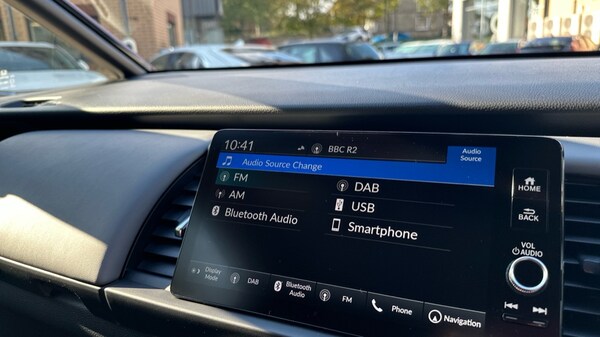 10:41 BBC R2 Audio Source
Audio Source Change
FM DAB
AM USB
Bluetooth Audio Smartphone
Display Mode DAB Bluetooth Audio FM Phone Navigation
HOME
BACK
VOL
AUDIO